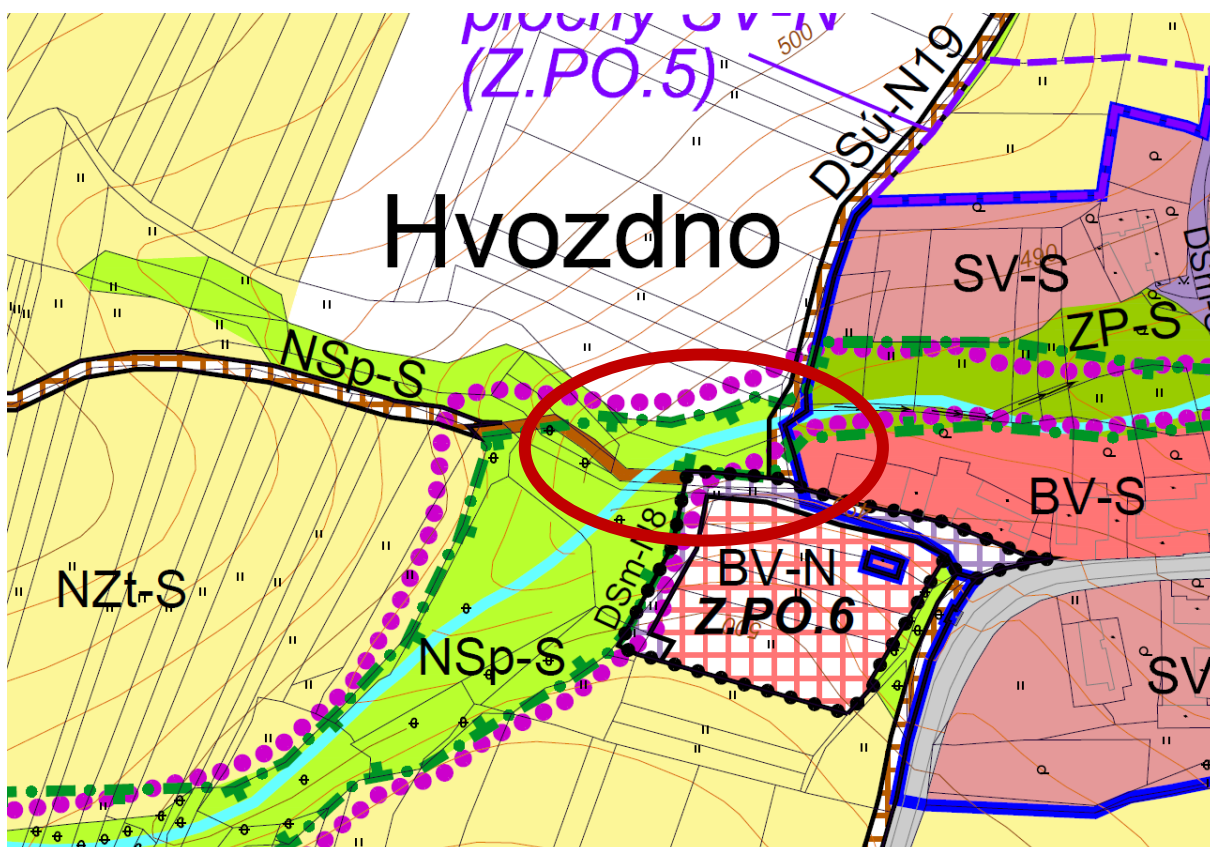 plochy SV-N
(Z.PO.5)
500
DSú-N19
Hvozdno
SV-S
490
ZP-S
NSp-S
BV-S
NZt-S
DSm-N8
BV-N
Z.PO.6
500
NSp-S
SV